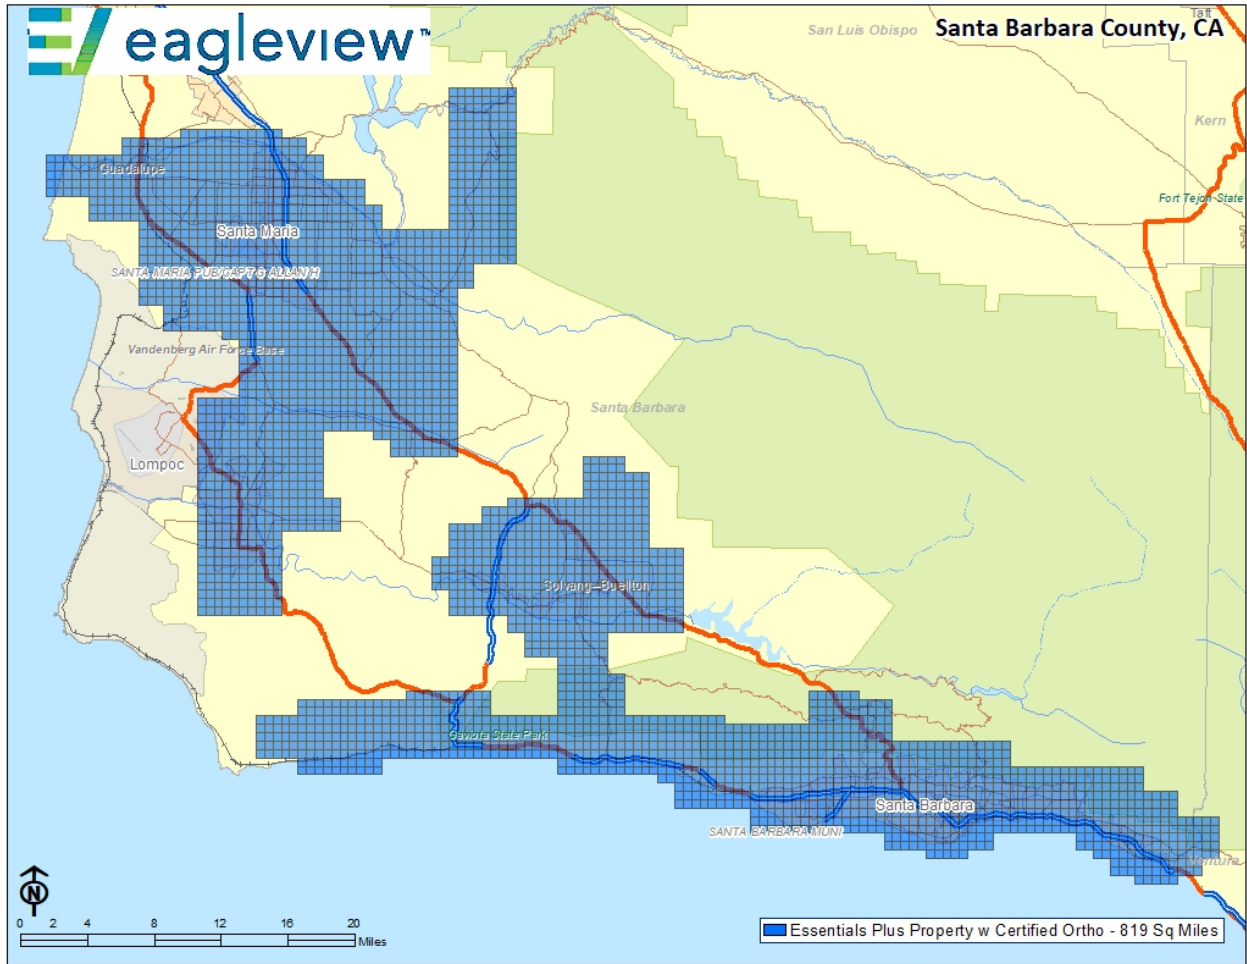 eagleview™
Santa Barbara County, CA
Taft
San Luis Obispo
Kern
Guadalupe
Fort Tejon State
Santa Maria
SANTA MARIA PUB/CAPT G ALLAN H
Vandenberg Air Force Base
Santa Barbara
Lompoc
Solvang--Buellton
Gaviota State Park
Santa Barbara
SANTA BARBARA MUNI
Ventura
N
0 2 4 8 12 16 20
Miles
Essentials Plus Property w Certified Ortho - 819 Sq Miles